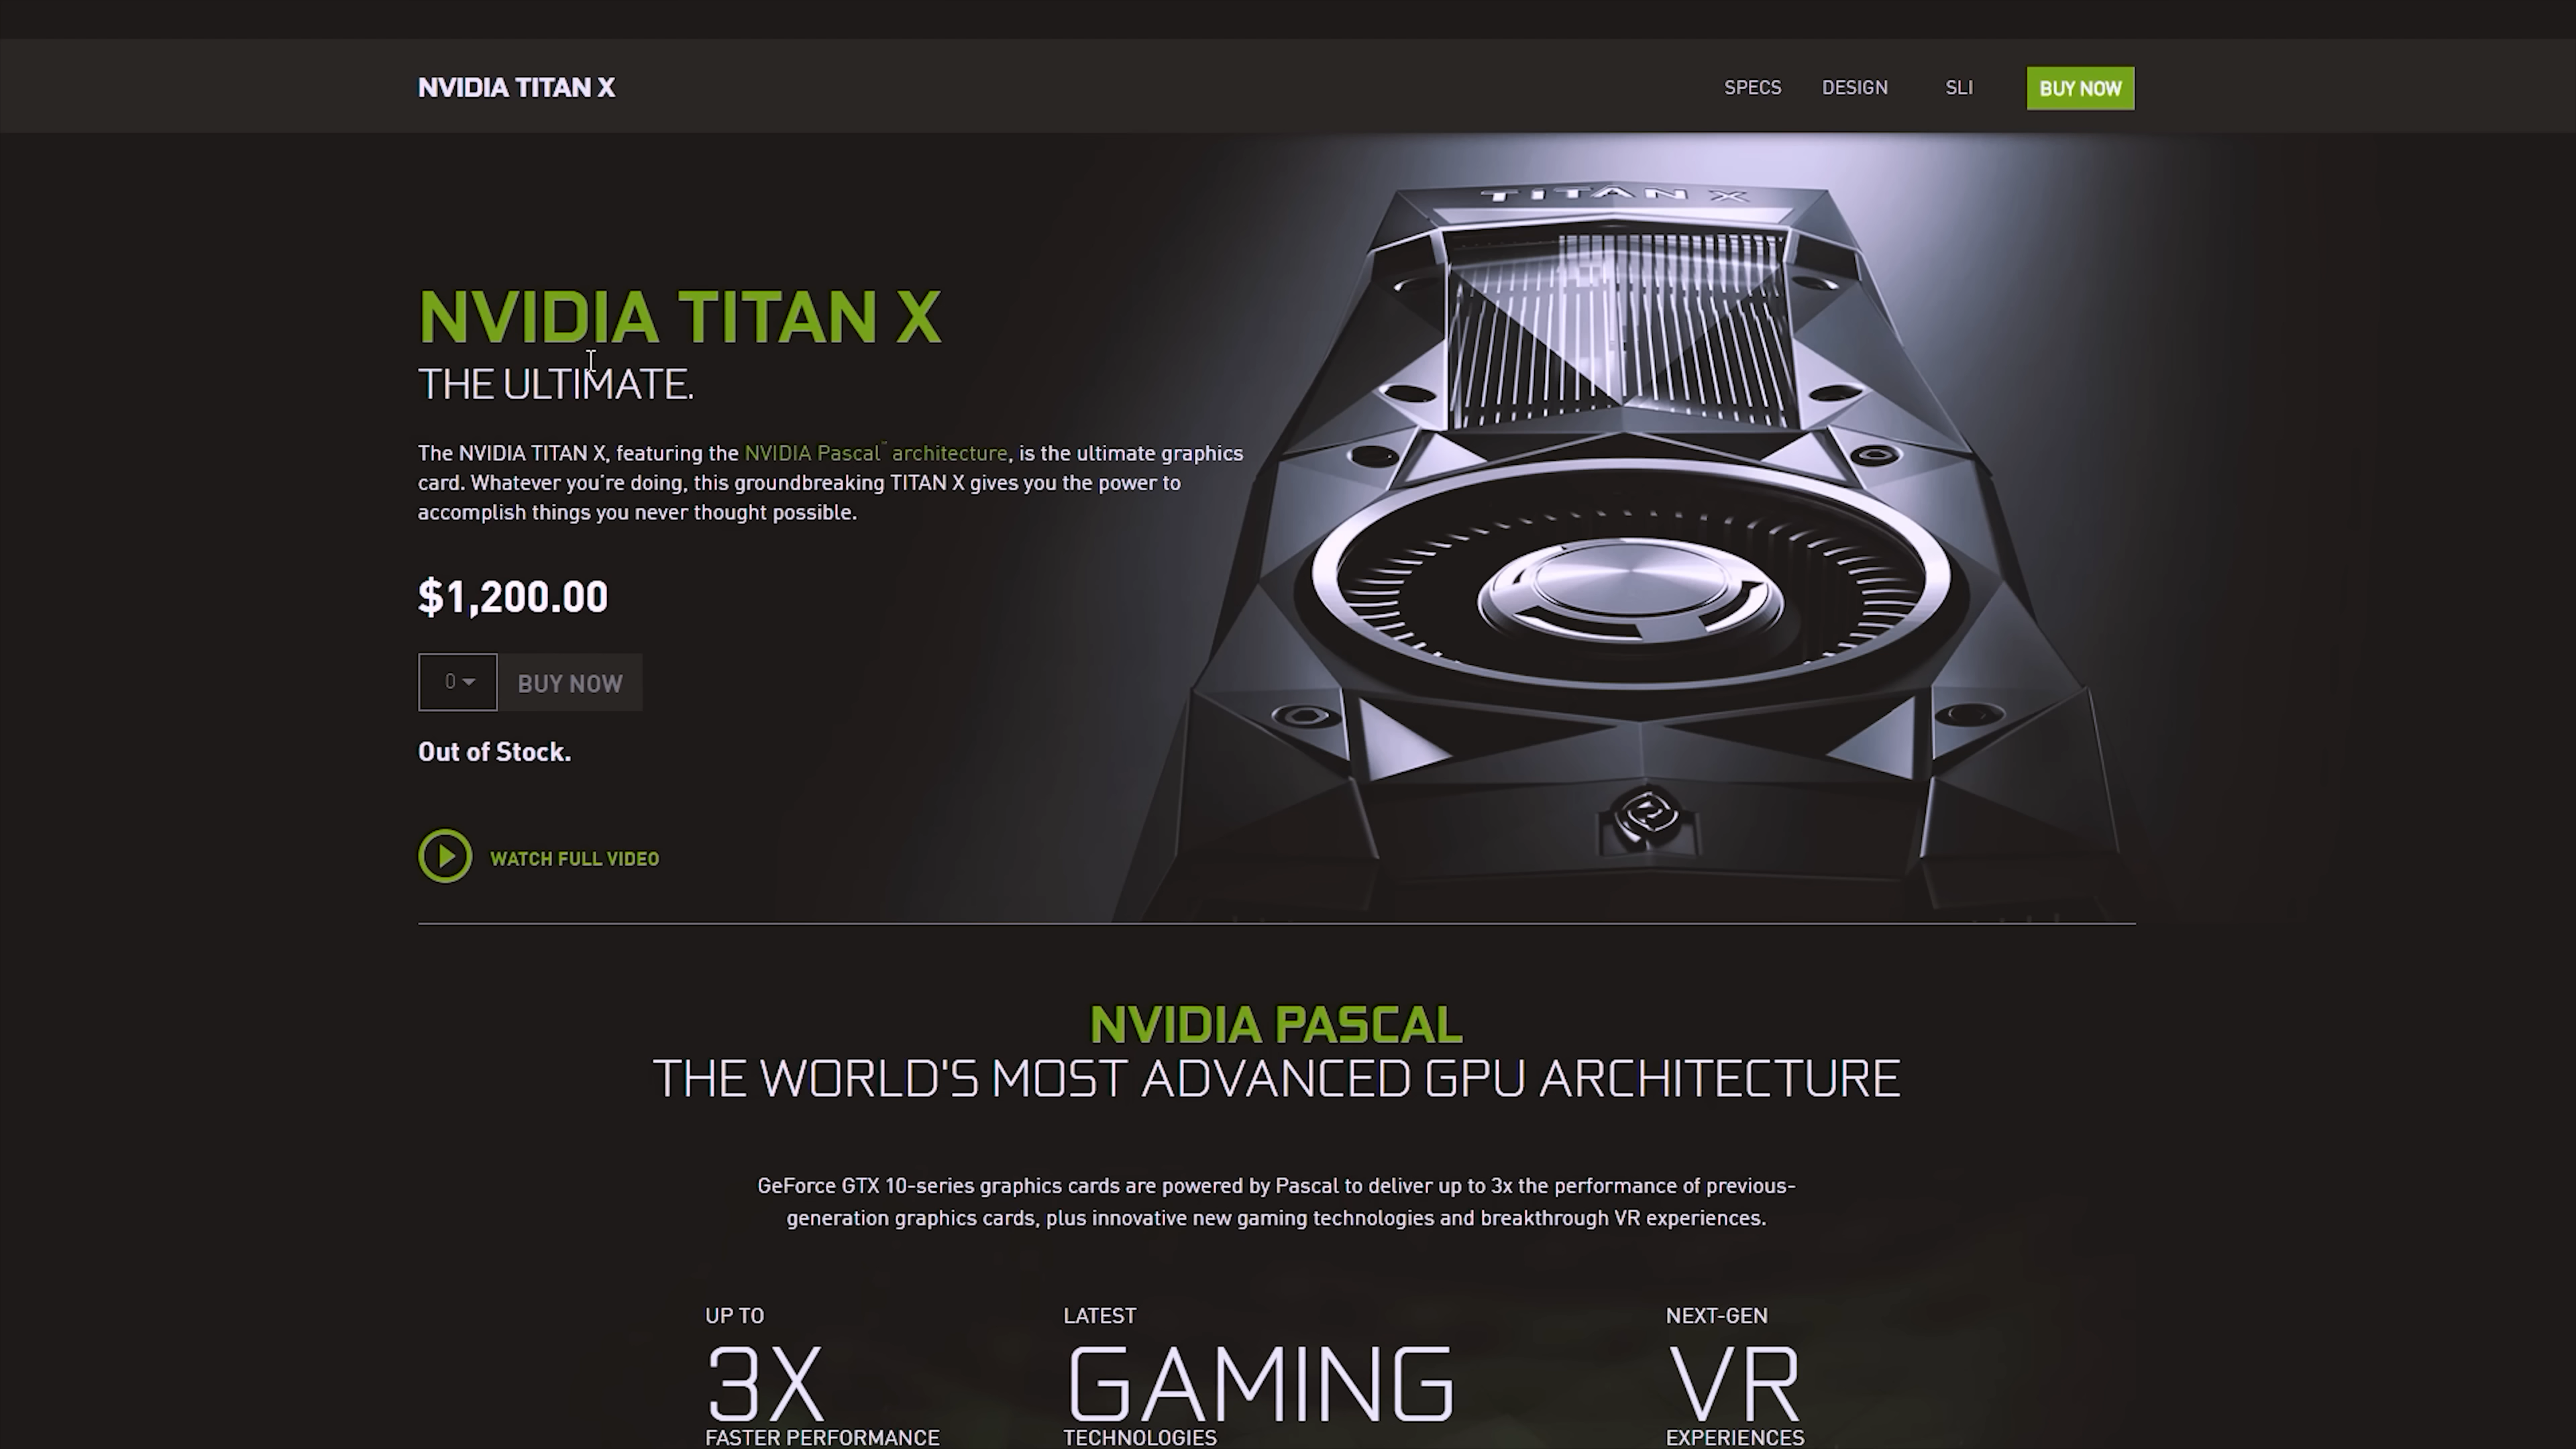 NVIDIA TITAN X
SPECS DESIGN SLI BUY NOW
TITAN X
NVIDIA TITAN X
THE ULTIMATE.
The NVIDIA TITAN X, featuring the NVIDIA Pascal™ architecture, is the ultimate graphics
card. Whatever you're doing, this groundbreaking TITAN X gives you the power to
accomplish things you never thought possible.
$1,200.00
0 BUY NOW
Out of Stock.
WATCH FULL VIDEO
NVIDIA PASCAL
THE WORLD'S MOST ADVANCED GPU ARCHITECTURE
GeForce GTX 10-series graphics cards are powered by Pascal to deliver up to 3x the performance of previous-
generation graphics cards, plus innovative new gaming technologies and breakthrough VR experiences.
UP TO
3X
FASTER PERFORMANCE
LATEST
GAMING
TECHNOLOGIES
NEXT-GEN
VR
EXPERIENCES